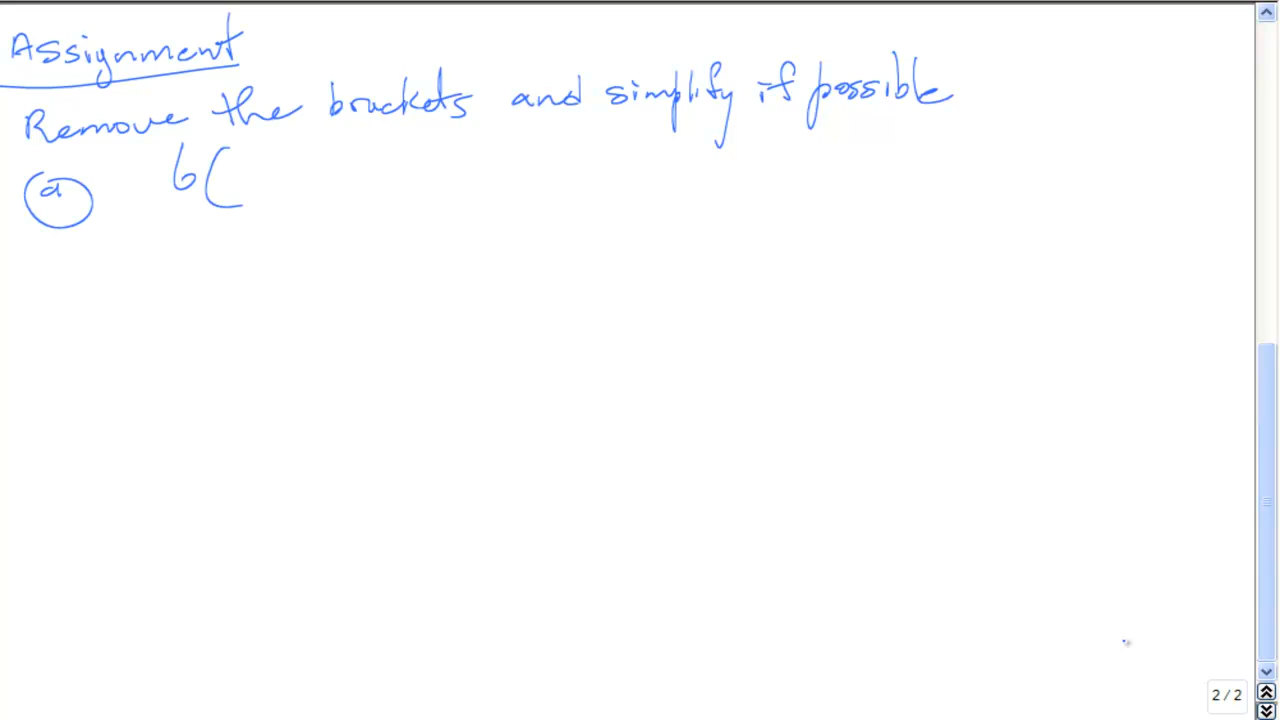 Assignment
Remove the brackets and simplify if possible
(a) 6(
2 / 2